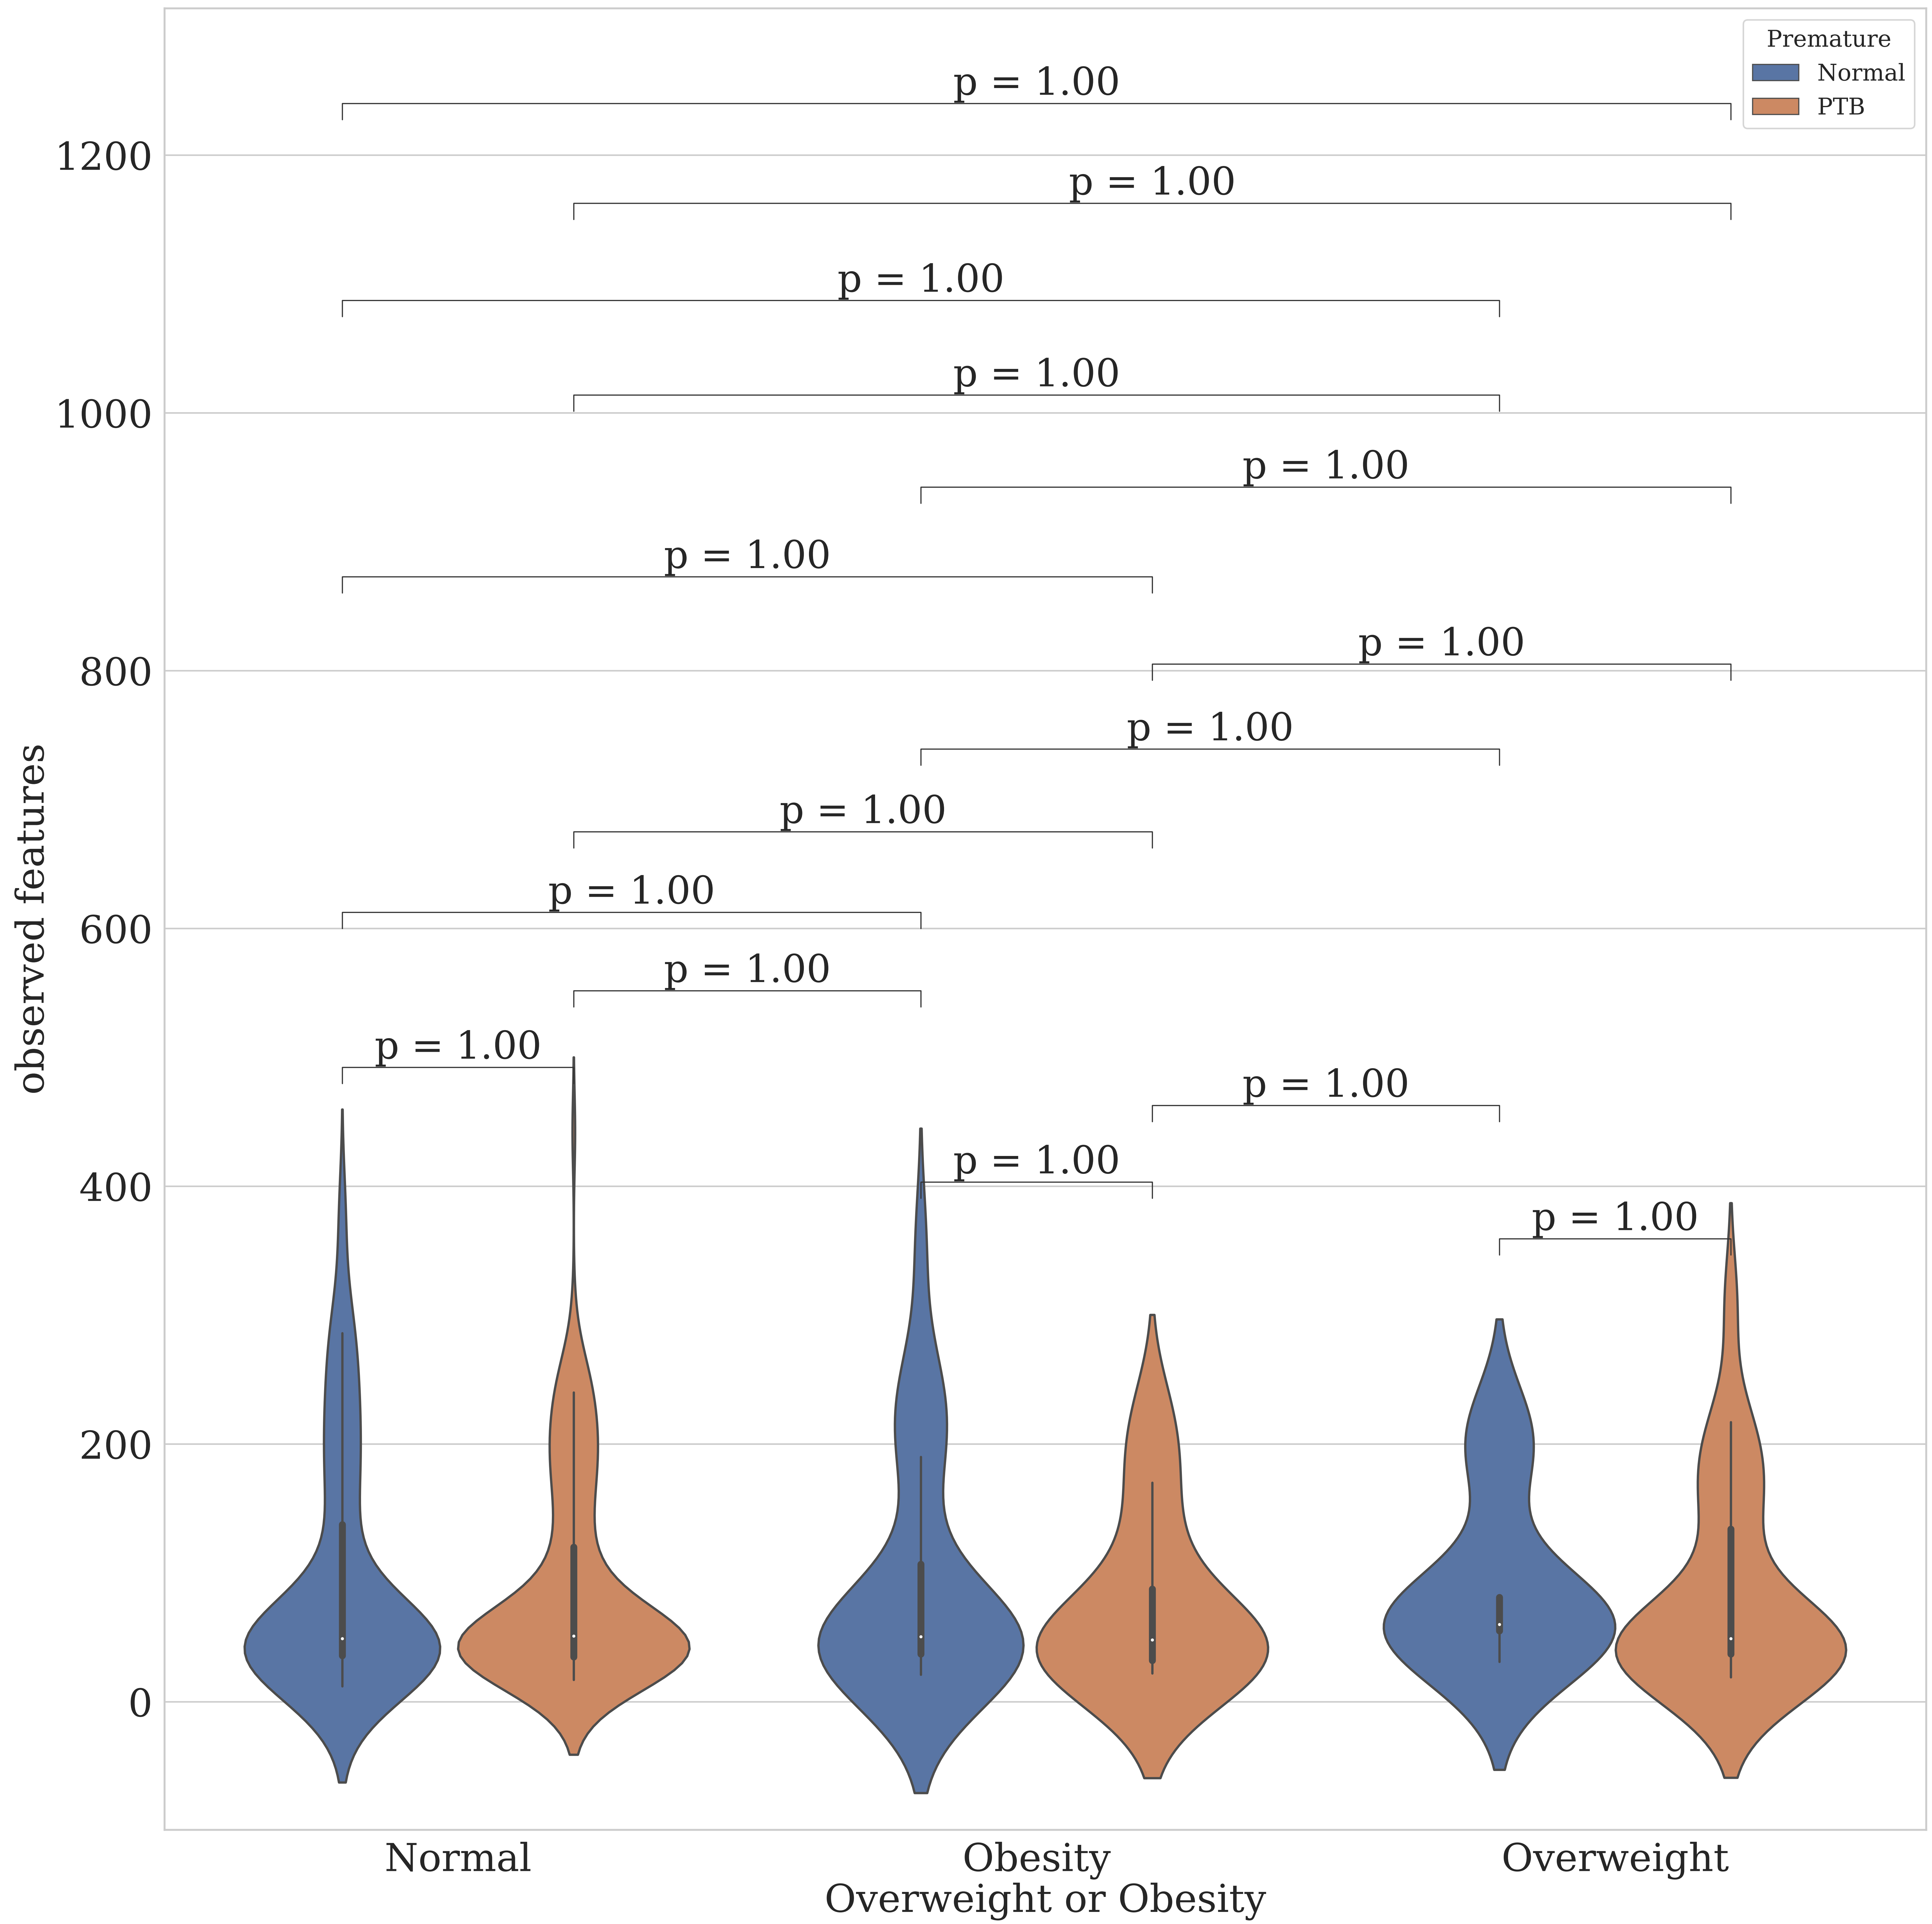 Premature
Normal
PTB
p = 1.00
1200
p = 1.00
p = 1.00
p = 1.00
1000
p = 1.00
p = 1.00
p = 1.00
800
p = 1.00
p = 1.00
p = 1.00
600
p = 1.00
p = 1.00
p = 1.00
p = 1.00
400
p = 1.00
200
0
observed features
Normal
Obesity
Overweight
Overweight or Obesity